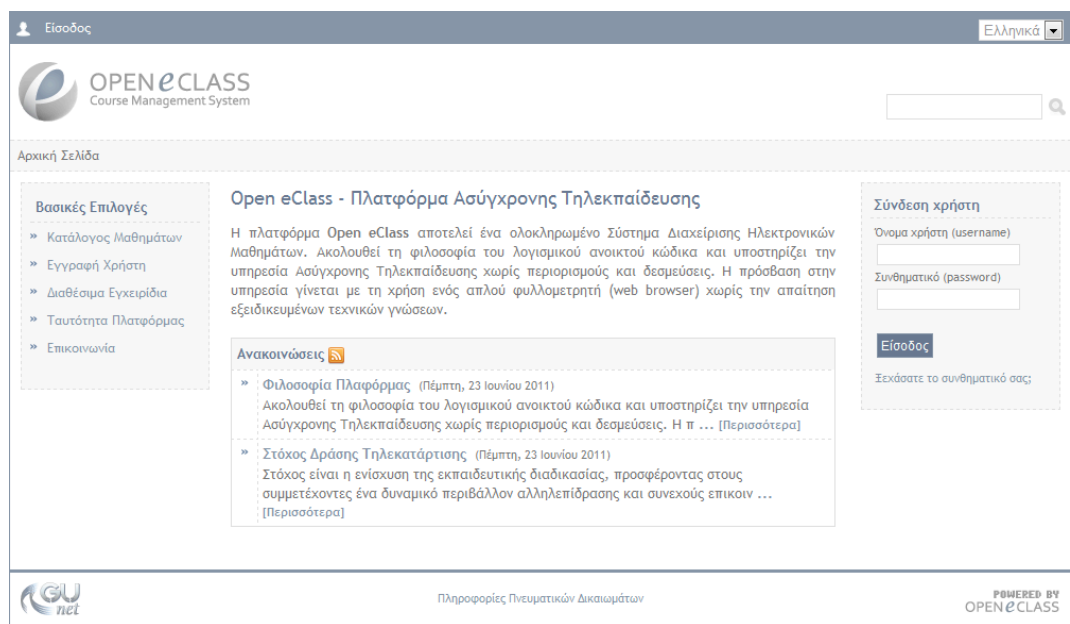 Είσοδος
Ελληνικά
OPEN eCLASS
Course Management System
Αρχική Σελίδα
Βασικές Επιλογές
» Κατάλογος Μαθημάτων
» Εγγραφή Χρήστη
» Διαθέσιμα Εγχειρίδια
» Ταυτότητα Πλατφόρμας
» Επικοινωνία
Open eClass - Πλατφόρμα Ασύγχρονης Τηλεκπαίδευσης
Η πλατφόρμα Open eClass αποτελεί ένα ολοκληρωμένο Σύστημα Διαχείρισης Ηλεκτρονικών
Μαθημάτων. Ακολουθεί τη φιλοσοφία του λογισμικού ανοικτού κώδικα και υποστηρίζει την
υπηρεσία Ασύγχρονης Τηλεκπαίδευσης χωρίς περιορισμούς και δεσμεύσεις. Η πρόσβαση στην
υπηρεσία γίνεται με τη χρήση ενός απλού φυλλομετρητή (web browser) χωρίς την απαίτηση
εξειδικευμένων τεχνικών γνώσεων.
Ανακοινώσεις
» Φιλοσοφία Πλαφόρμας (Πέμπτη, 23 Ιουνίου 2011)
Ακολουθεί τη φιλοσοφία του λογισμικού ανοικτού κώδικα και υποστηρίζει την υπηρεσία
Ασύγχρονης Τηλεκπαίδευσης χωρίς περιορισμούς και δεσμεύσεις. Η π ... [Περισσότερα]
» Στόχος Δράσης Τηλεκατάρτισης (Πέμπτη, 23 Ιουνίου 2011)
Στόχος είναι η ενίσχυση της εκπαιδευτικής διαδικασίας, προσφέροντας στους
συμμετέχοντες ένα δυναμικό περιβάλλον αλληλεπίδρασης και συνεχούς επικοιν ...
[Περισσότερα]
Σύνδεση χρήστη
Όνομα χρήστη (username)
Συνθηματικό (password)
Είσοδος
Ξεχάσατε το συνθηματικό σας;
GU
net
Πληροφορίες Πνευματικών Δικαιωμάτων
POWERED BY
OPEN eCLASS